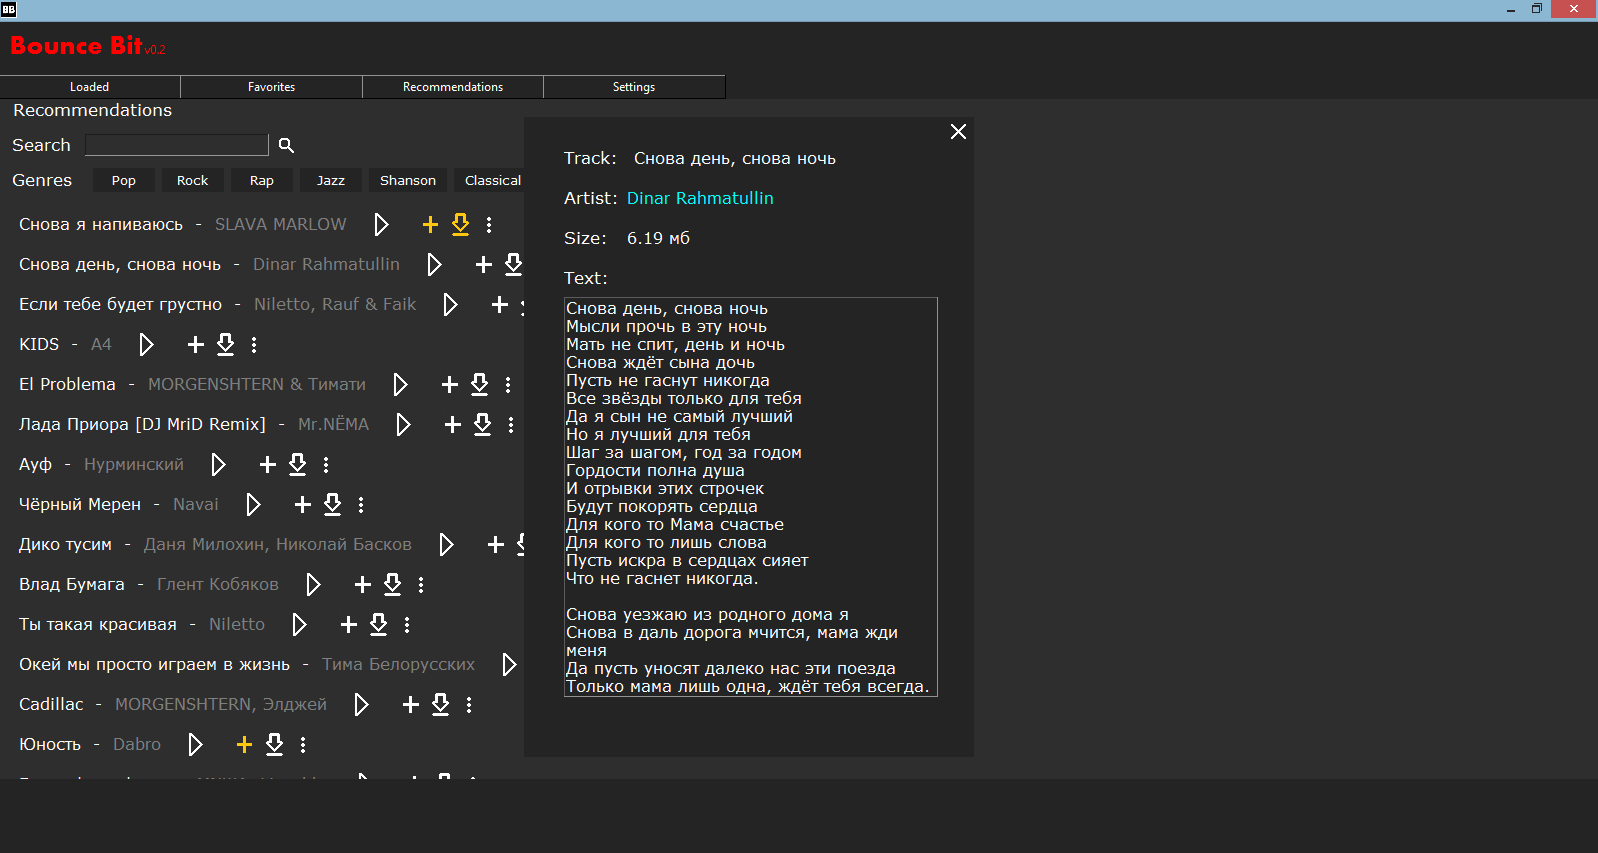 BB
Bounce Bit v0.2
Loaded Favorites Recommendations Settings
Recommendations
Search
Genres Pop Rock Rap Jazz Shanson Classical
Снова я напиваюсь - SLAVA MARLOW
Снова день, снова ночь - Dinar Rahmatullin
Если тебе будет грустно - Niletto, Rauf & Faik
KIDS - A4
El Problema - MORGENSHTERN & Тимати
Лада Приора [DJ MriD Remix] - Mr.NЁMA
Ауф - Нурминский
Чёрный Мерен - Navai
Дико тусим - Даня Милохин, Николай Басков
Влад Бумага - Глент Кобяков
Ты такая красивая - Niletto
Окей мы просто играем в жизнь - Тима Белорусских
Cadillac - MORGENSHTERN, Элджей
Юность - Dabro
Track: Снова день, снова ночь
Artist: Dinar Rahmatullin
Size: 6.19 мб
Text:
Снова день, снова ночь
Мысли прочь в эту ночь
Мать не спит, день и ночь
Снова ждёт сына дочь
Пусть не гаснут никогда
Все звёзды только для тебя
Да я сын не самый лучший
Но я лучший для тебя
Шаг за шагом, год за годом
Гордости полна душа
И отрывки этих строчек
Будут покорять сердца
Для кого то Мама счастье
Для кого то лишь слова
Пусть искра в сердцах сияет
Что не гаснет никогда.
Снова уезжаю из родного дома я
Снова в даль дорога мчится, мама жди
меня
Да пусть уносят далеко нас эти поезда
Только мама лишь одна, ждёт тебя всегда.